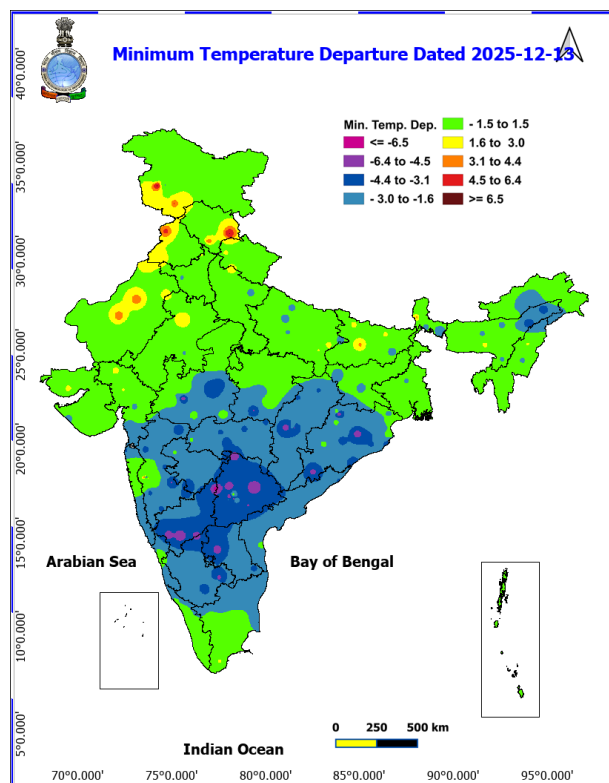 Minimum Temperature Departure Dated 2025-12-13
Min. Temp. Dep.
<= -6.5
-6.4 to -4.5
-4.4 to -3.1
- 3.0 to -1.6
- 1.5 to 1.5
1.6 to 3.0
3.1 to 4.4
4.5 to 6.4
>= 6.5
40°0.000'
35°0.000'
30°0.000'
25°0.000'
20°0.000'
15°0.000'
10°0.000'
5°0.000'
Arabian Sea
Bay of Bengal
0 250 500 km
Indian Ocean
70°0.000' 75°0.000' 80°0.000' 85°0.000' 90°0.000' 95°0.000'